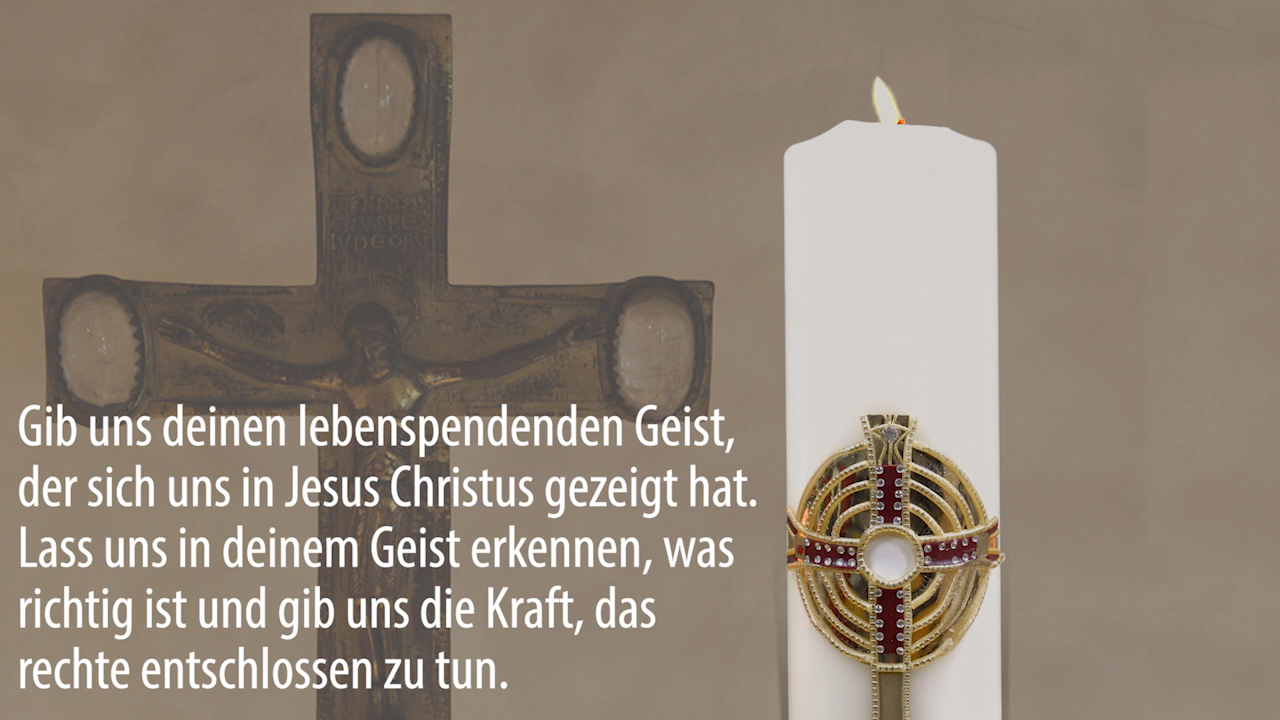 IVDEORV
Gib uns deinen lebenspendenden Geist,
der sich uns in Jesus Christus gezeigt hat.
Lass uns in deinem Geist erkennen, was
richtig ist und gib uns die Kraft, das
rechte entschlossen zu tun.